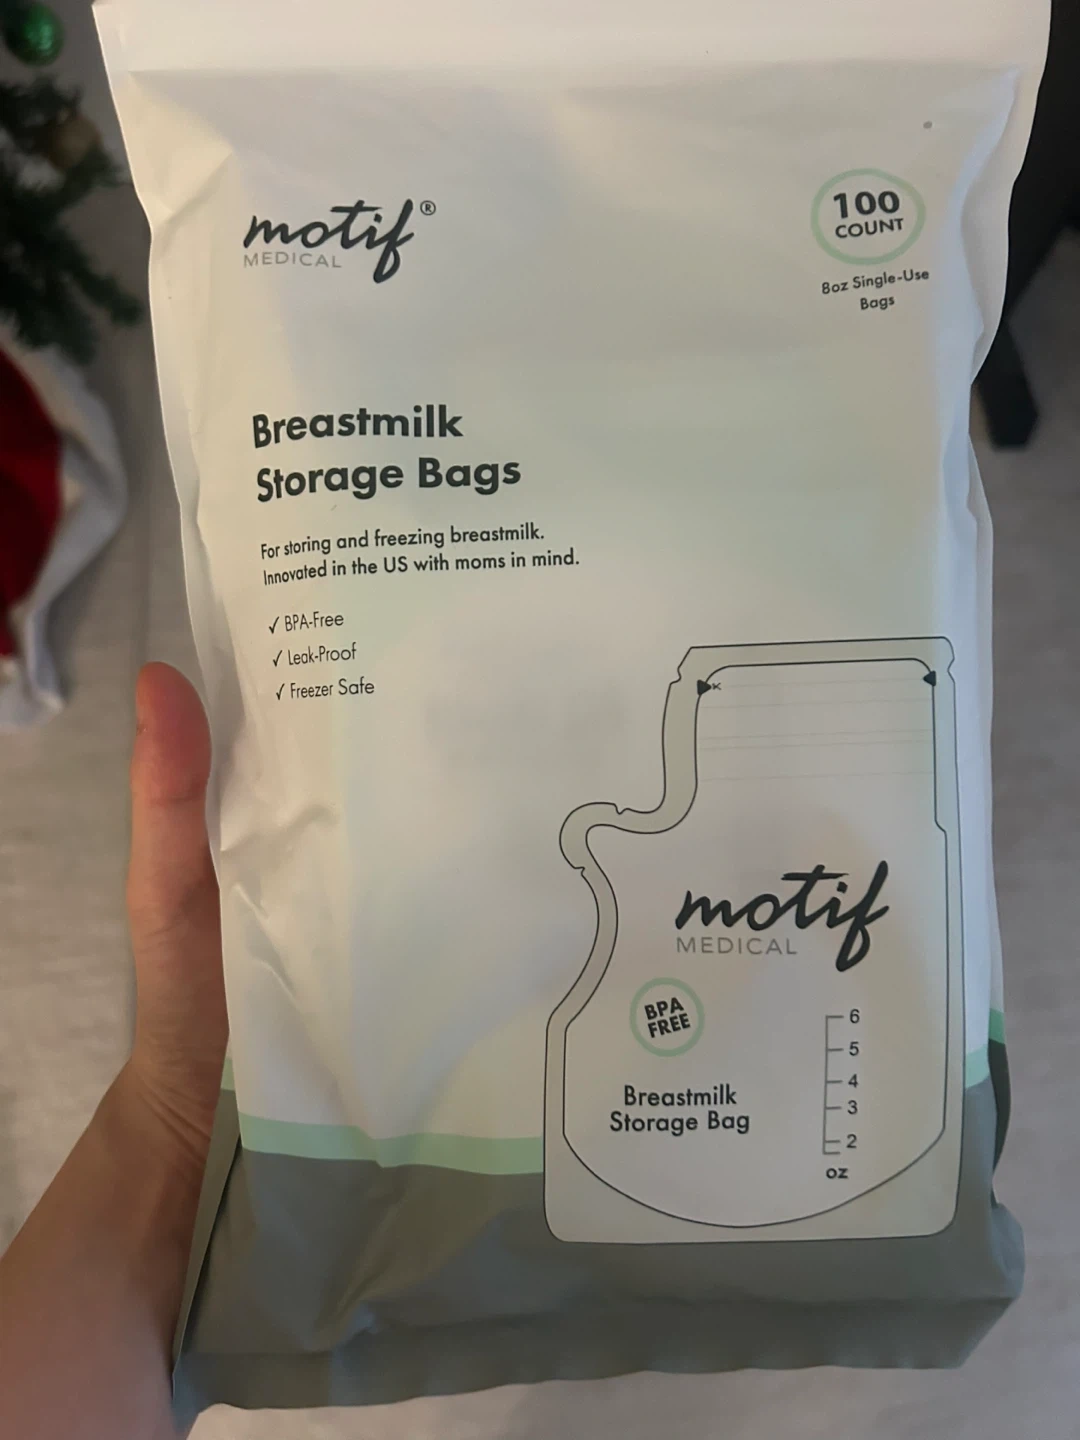 motif®
MEDICAL
100
COUNT
8oz Single-Use
Bags
Breastmilk
Storage Bags
For storing and freezing breastmilk.
Innovated in the US with moms in mind.
✓ BPA-Free
✓ Leak-Proof
✓ Freezer Safe
motif
MEDICAL
BPA
FREE
Breastmilk
Storage Bag
6
5
4
3
2
oz